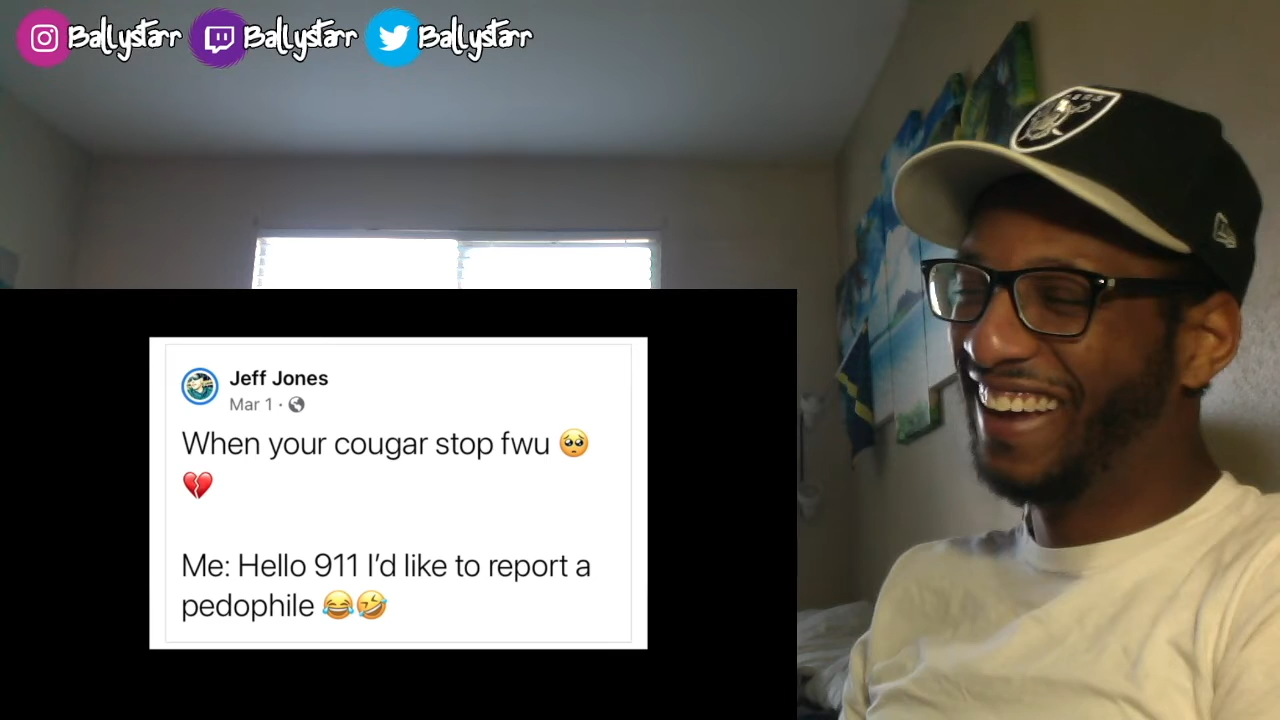 Ballystarr Ballystarr Ballystarr
Jeff Jones
Mar 1 ·
When your cougar stop fwu 🥺
💔
Me: Hello 911 I'd like to report a
pedophile 😂🤣